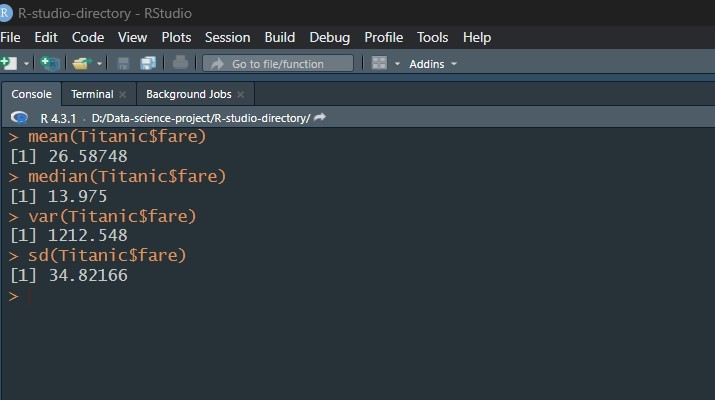 R R-studio-directory - RStudio
File Edit Code View Plots Session Build Debug Profile Tools Help
Go to file/function Addins
Console Terminal × Background Jobs ×
R 4.3.1 · D:/Data-science-project/R-studio-directory/
> mean(Titanic$fare)
[1] 26.58748
> median(Titanic$fare)
[1] 13.975
> var(Titanic$fare)
[1] 1212.548
> sd(Titanic$fare)
[1] 34.82166
>